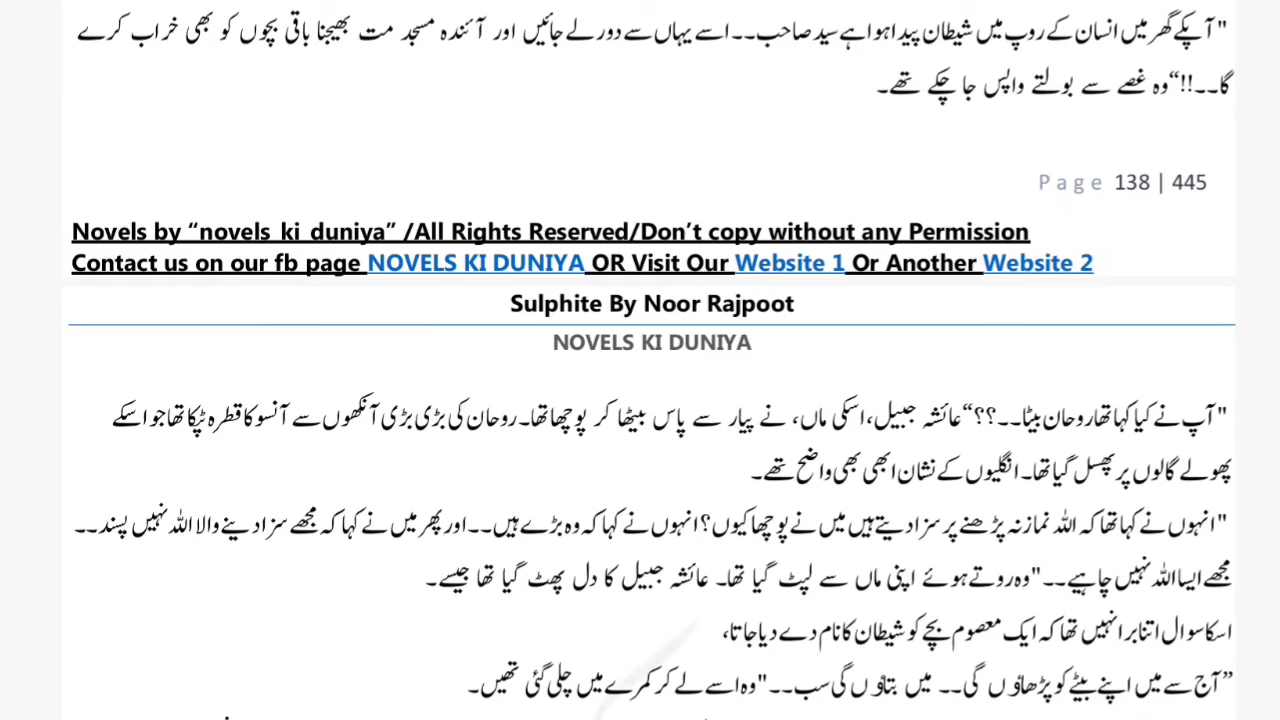 "آپکے گھر میں انسان کے روپ میں شیطان پیدا ہوا ہے سید صاحب۔۔ اسے یہاں سے دور لے جائیں اور آئندہ مسجد مت بھیجنا باقی بچوں کو بھی خراب کرے
گا۔۔!!“ وہ غصے سے بولتے واپس جا چکے تھے۔
Page 138 | 445
Novels by “novels ki duniya” /All Rights Reserved/Don’t copy without any Permission
Contact us on our fb page NOVELS KI DUNIYA OR Visit Our Website 1 Or Another Website 2
Sulphite By Noor Rajpoot
NOVELS KI DUNIYA
"آپ نے کیا کہا تھا روحان بیٹا۔۔؟؟“ عائشہ جبیل، اسکی ماں، نے پیار سے پاس بیٹھا کر پوچھا تھا۔ روحان کی بڑی بڑی آنکھوں سے آنسو کا قطرہ ٹپکا تھا جو اسکے
پھولے گالوں پر پھسل گیا تھا۔ انگلیوں کے نشان ابھی بھی واضح تھے۔
"انہوں نے کہا تھا کہ اللہ نماز نہ پڑھنے پر سزا دیتے ہیں میں نے پوچھا کیوں؟ انہوں نے کہا کہ وہ بڑے ہیں۔۔ اور پھر میں نے کہا کہ مجھے سزا دینے والا اللہ نہیں پسند۔۔
مجھے ایسا اللہ نہیں چاہیے۔۔" وہ روتے ہوئے اپنی ماں سے لپٹ گیا تھا۔ عائشہ جبیل کا دل پھٹ گیا تھا جیسے۔
اسکا سوال اتنا برا نہیں تھا کہ ایک معصوم بچے کو شیطان کا نام دے دیا جاتا،
”آج سے میں اپنے بیٹے کو پڑھاؤں گی۔۔ میں بتاؤں گی سب۔۔" وہ اسے لے کر کمرے میں چلی گئی تھیں۔